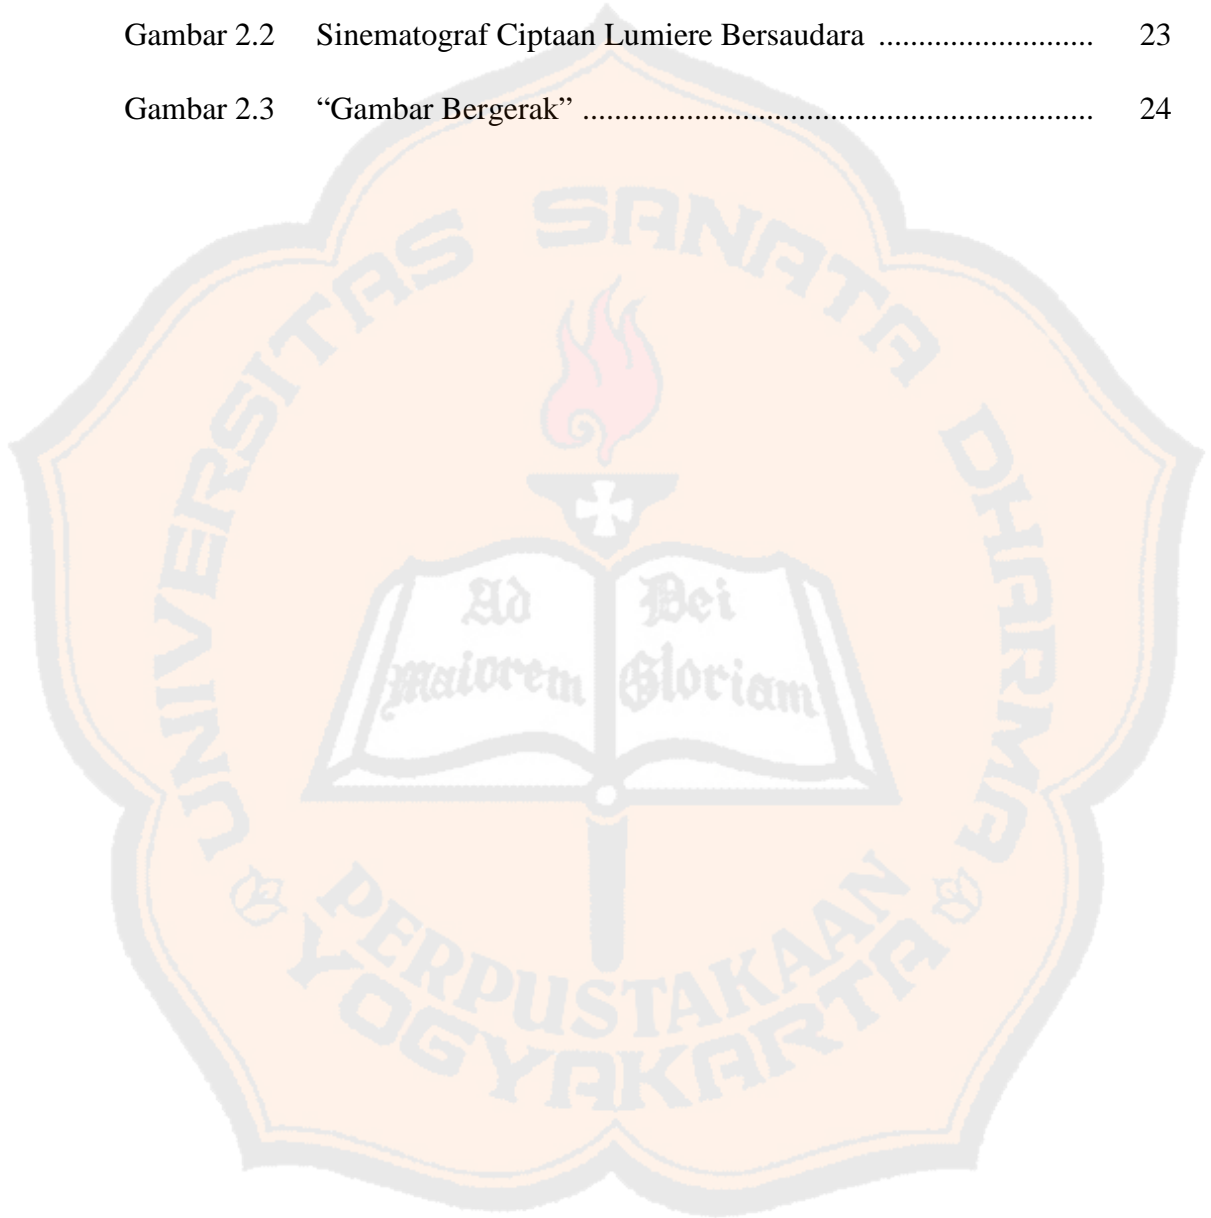 Gambar 2.2 Sinematograf Ciptaan Lumiere Bersaudara ........................... 23
Gambar 2.3 “Gambar Bergerak” ................................................................ 24
UNIVERSITAS SANATA DHARMA
Ad Dei
maiorem Gloriam
PERPUSTAKAAN
YOGYAKARTA